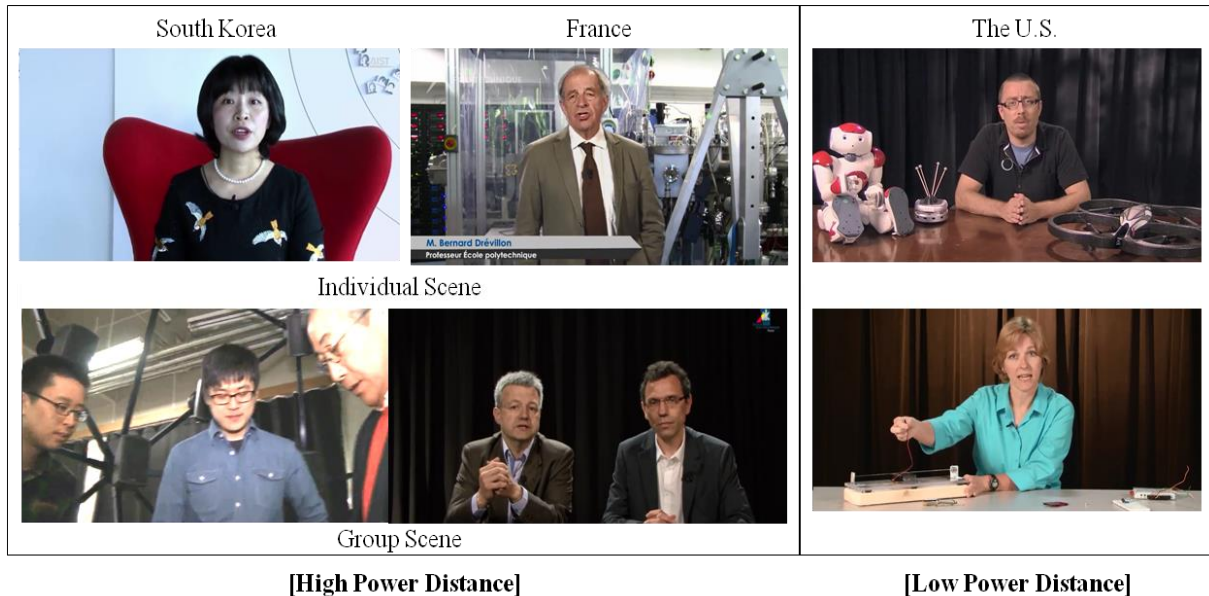 South Korea
France
The U.S.
M. Bernard Drévillon
Professeur École polytechnique
Individual Scene
Group Scene
[High Power Distance]
[Low Power Distance]